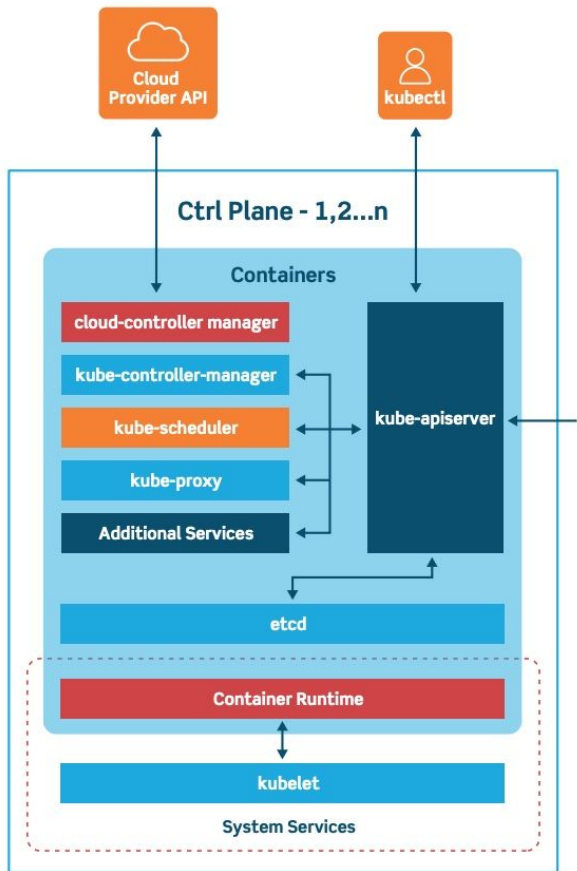 Cloud
Provider API
kubectl
Ctrl Plane - 1,2...n
Containers
cloud-controller manager
kube-controller-manager
kube-scheduler
kube-proxy
Additional Services
kube-apiserver
etcd
Container Runtime
kubelet
System Services